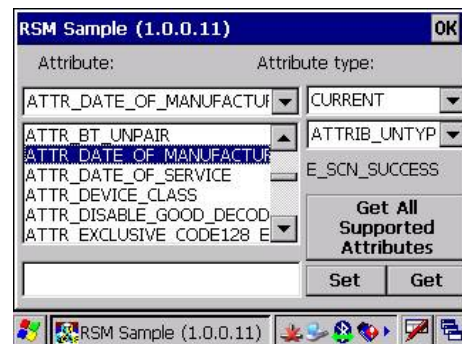 RSM Sample (1.0.0.11) OK
Attribute: Attribute type:
ATTR_DATE_OF_MANUFACTUR CURRENT
ATTR_BT_UNPAIR ATTRIB_UNTYP
ATTR_DATE_OF_MANUFACTUR
ATTR_DATE_OF_SERVICE E_SCN_SUCCESS
ATTR_DEVICE_CLASS
ATTR_DISABLE_GOOD_DECOD
ATTR_EXCLUSIVE_CODE128_E
Get All
Supported
Attributes
Set Get
RSM Sample (1.0.0.11)